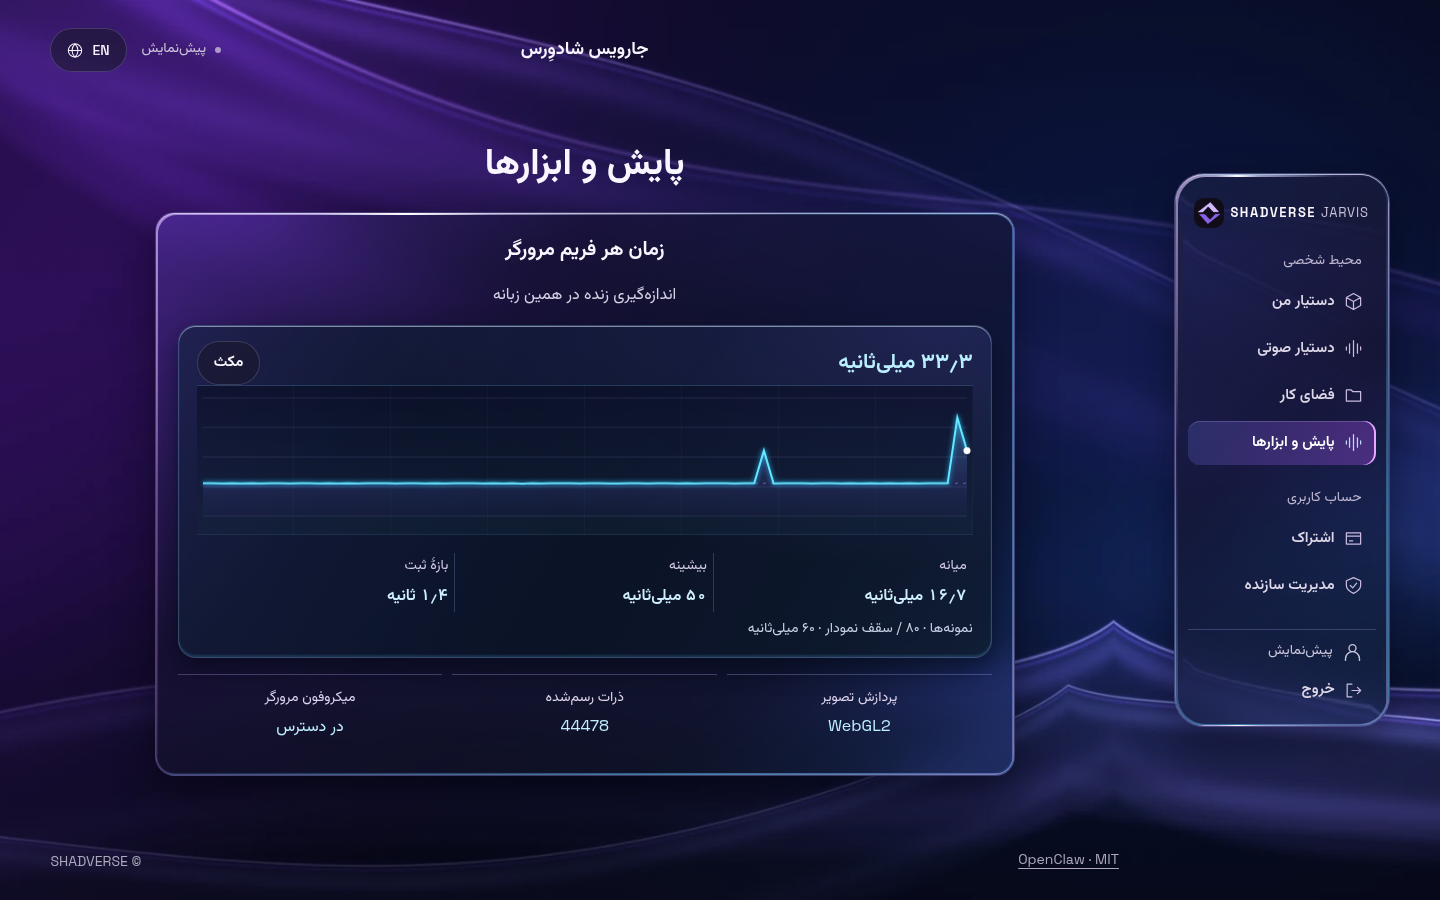 جارویس شادوِرس
پیش‌نمایش
EN
SHADVERSE JARVIS
محیط شخصی
دستیار من
دستیار صوتی
فضای کار
پایش و ابزارها
حساب کاربری
اشتراک
مدیریت سازنده
پیش‌نمایش
خروج
پایش و ابزارها
زمان هر فریم مرورگر
اندازه‌گیری زنده در همین زبانه
۳۳٫۳ میلی‌ثانیه
مکث
میانه
۱۶٫۷ میلی‌ثانیه
بیشینه
۵۰ میلی‌ثانیه
بازهٔ ثبت
۱٫۴ ثانیه
نمونه‌ها · ۸۰ / سقف نمودار · ۶۰ میلی‌ثانیه
پردازش تصویر
WebGL2
ذرات رسم‌شده
44478
میکروفون مرورگر
در دسترس
OpenClaw · MIT
SHADVERSE ©